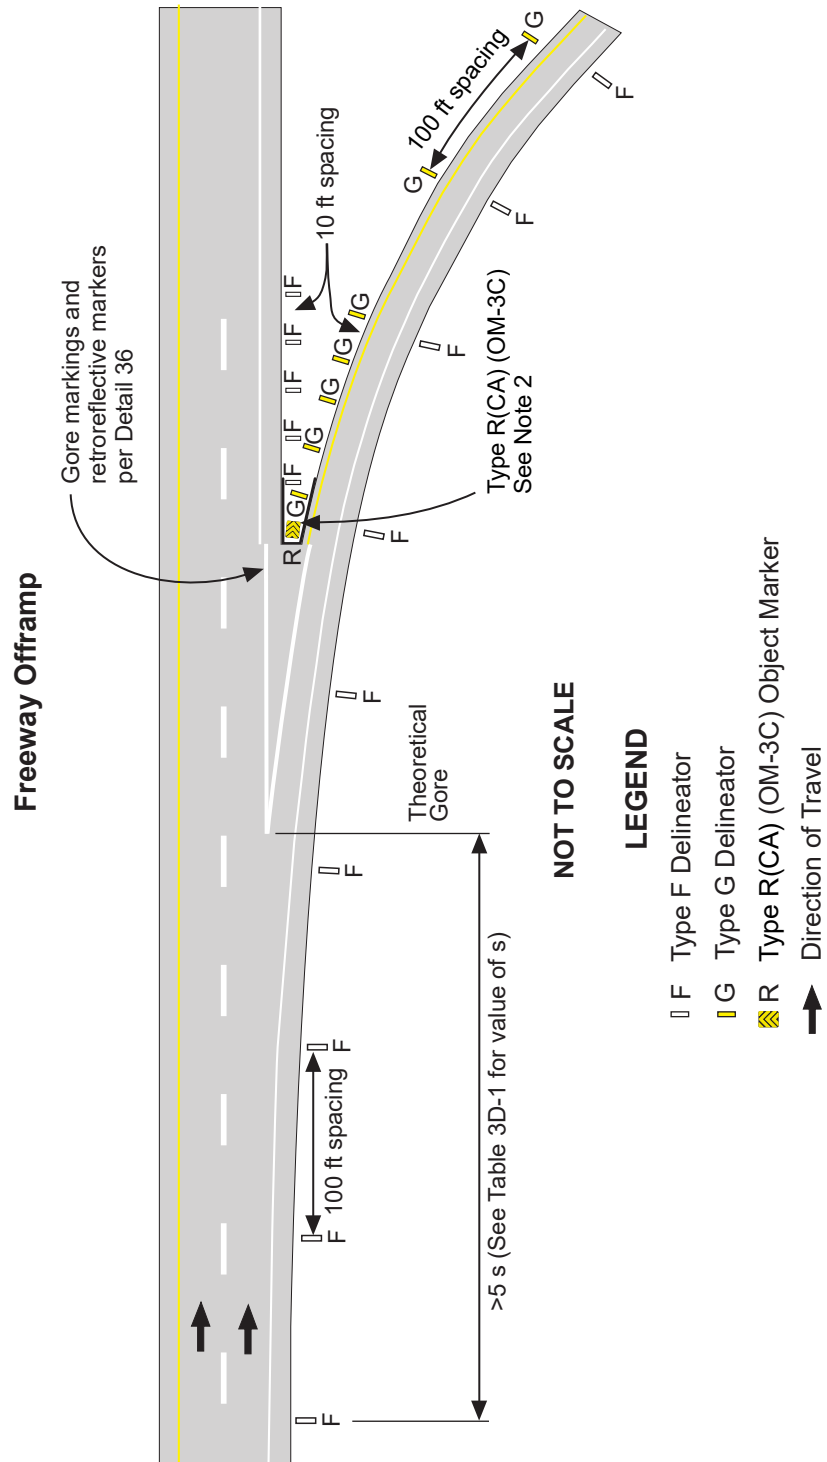 Freeway Offramp
Gore markings and
retroreflective markers
per Detail 36
10 ft spacing
100 ft spacing
G
G
F
F
F
F
F
F
F
F
G
G
G
G
G
R
F
F
F
F
F
F
F
Type R(CA) (OM-3C)
See Note 2
Theoretical
Gore
100 ft spacing
>5 s (See Table 3D-1 for value of s)
NOT TO SCALE
LEGEND
F Type F Delineator
G Type G Delineator
R Type R(CA) (OM-3C) Object Marker
Direction of Travel